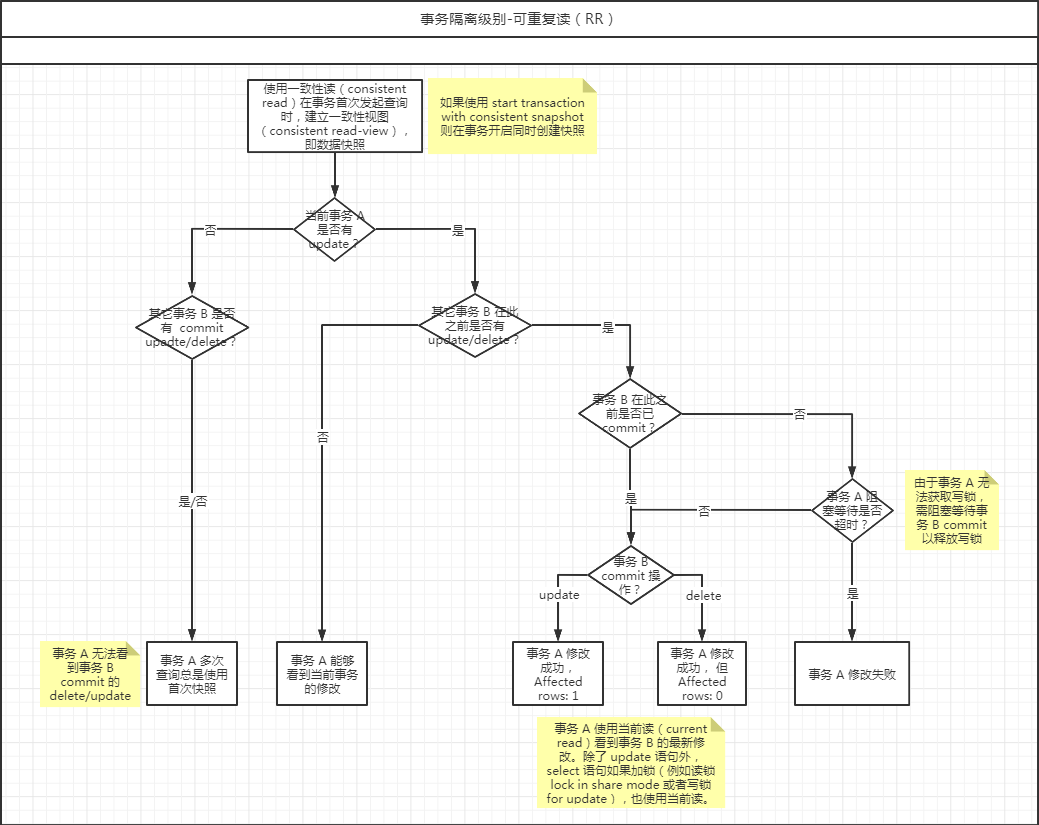 事务隔离级别-可重复读（RR）
使用一致性读（consistent
read）在事务首次发起查询
时，建立一致性视图
（consistent read-view），
即数据快照
如果使用 start transaction
with consistent snapshot
则在事务开启同时创建快照
当前事务 A
是否有
update？
否
是
其它事务 B 是否
有 commit
upadte/delete？
其它事务 B 在此
之前是否有
update/delete？
是
否
事务 B 在此之
前是否已
commit？
否
是/否
是
事务 A 阻
塞等待是否
超时？
否
由于事务 A 无
法获取写锁，
需阻塞等待事
务 B commit
以释放写锁
事务 B
commit 操
作？
update
delete
是
事务 A 无法看
到事务 B
commit 的
delete/update
事务 A 多次
查询总是使用
首次快照
事务 A 能够
看到当前事务
的修改
事务 A 修改
成功，
Affected
rows: 1
事务 A 修改
成功， 但
Affected
rows: 0
事务 A 修改失败
事务 A 使用当前读（current
read）看到事务 B 的最新修
改。除了 update 语句外，
select 语句如果加锁（例如读锁
lock in share mode 或者写锁
for update），也使用当前读。